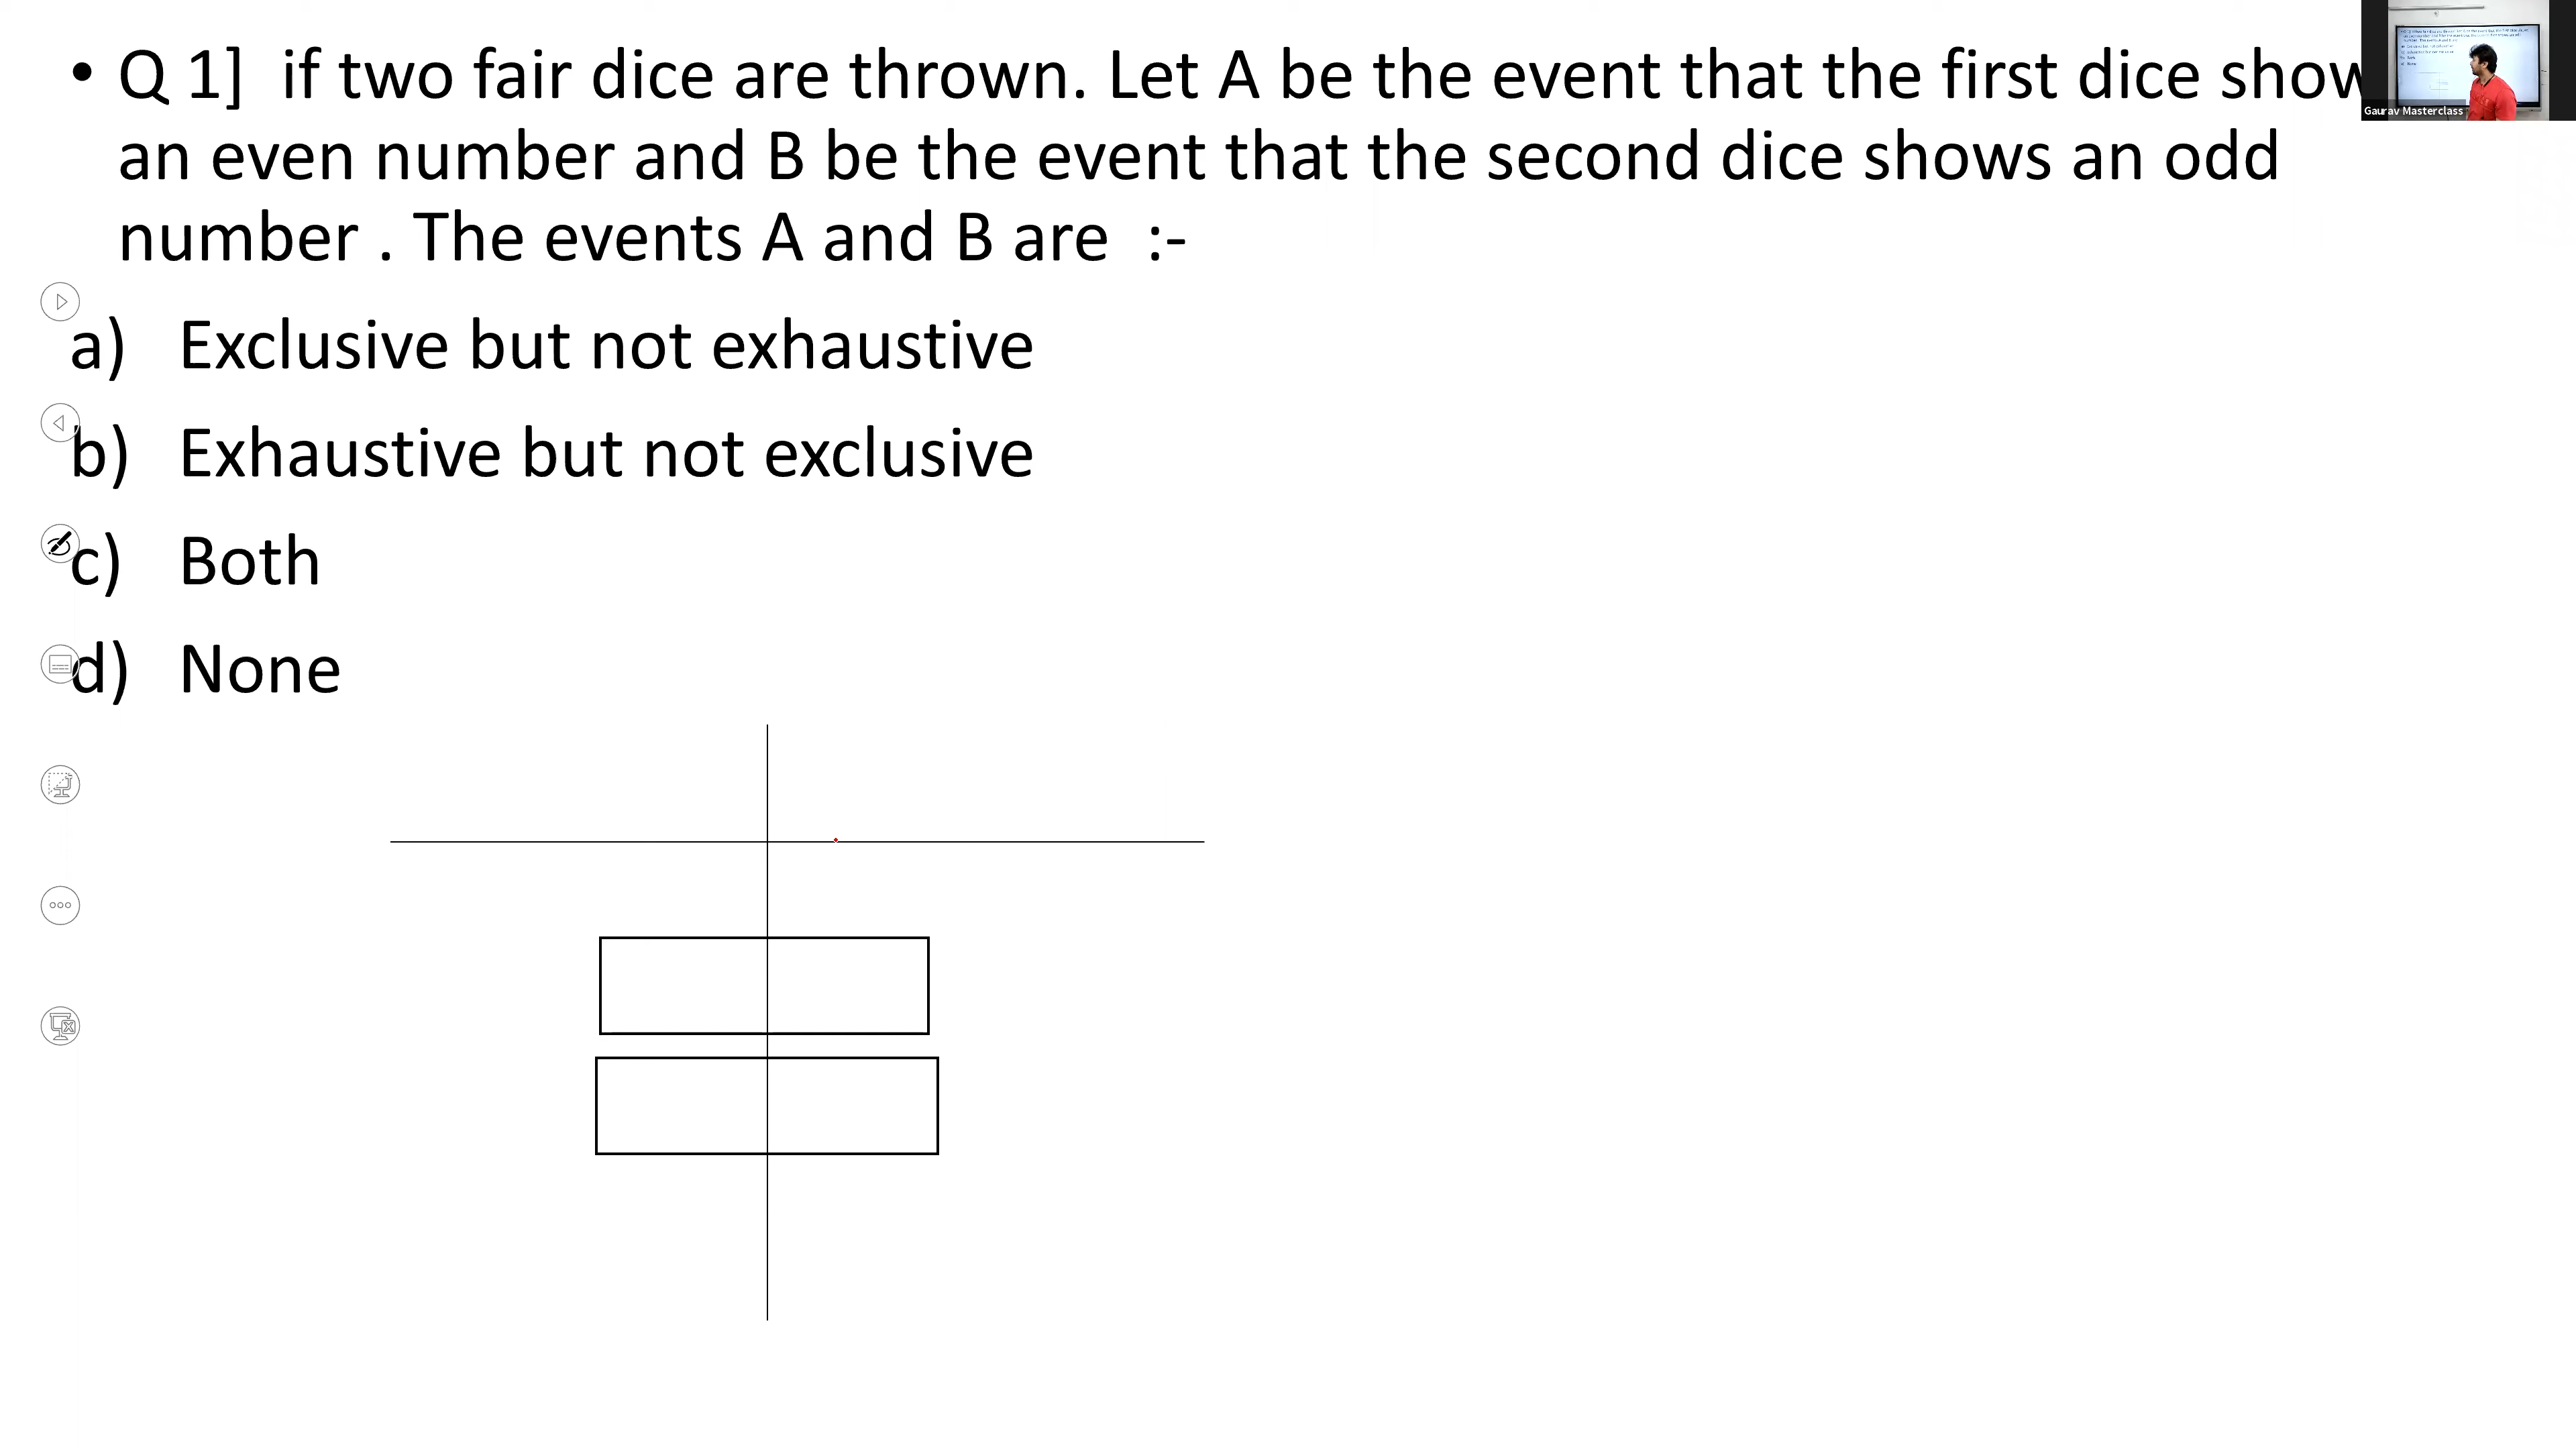 • Q 1] if two fair dice are thrown. Let A be the event that the first dice show
an even number and B be the event that the second dice shows an odd
number . The events A and B are :-
a) Exclusive but not exhaustive
b) Exhaustive but not exclusive
c) Both
d) None
Gaurav Masterclass